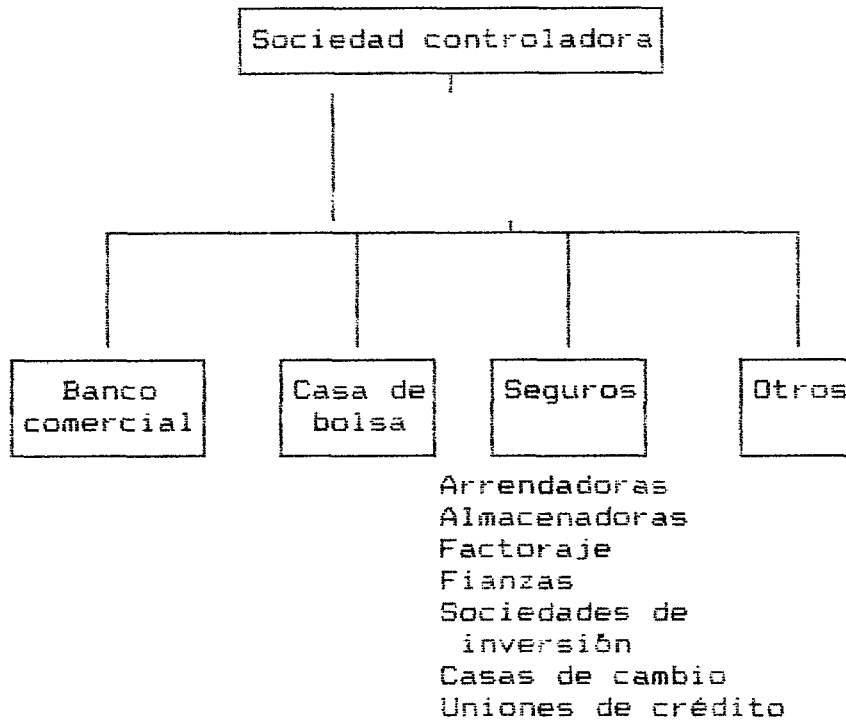 Sociedad controladora
Banco
comercial
Casa de
bolsa
Seguros
Otros
Arrendadoras
Almacenadoras
Factoraje
Fianzas
Sociedades de
inversión
Casas de cambio
Uniones de crédito